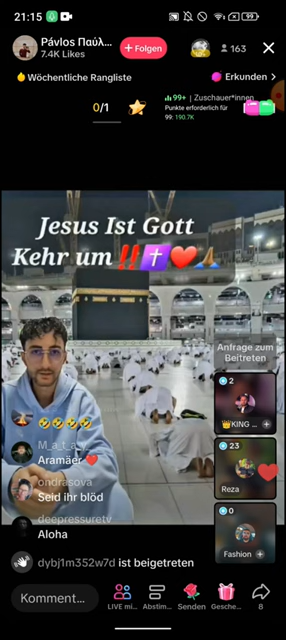 21:15
99
Pávlos Παύλ...
7.4K Likes
+ Folgen
163
Wöchentliche Rangliste
Erkunden >
0/1
99+ | Zuschauer*innen
Punkte erforderlich für
99: 190.7K
Jesus Ist Gott
Kehr um‼️✝️❤️🙏
Anfrage zum
Beitreten
2
👑KING ...
🤣🤣🤣🤣
M_a_t_a
Aramäer ❤️
23
Reza
ondrasova
Seid ihr blöd
deepressuretv
Aloha
0
Fashion
dybj1m352w7d ist beigetreten
Komment...
LIVE mi...
Abstim...
Senden
Gesche...
8